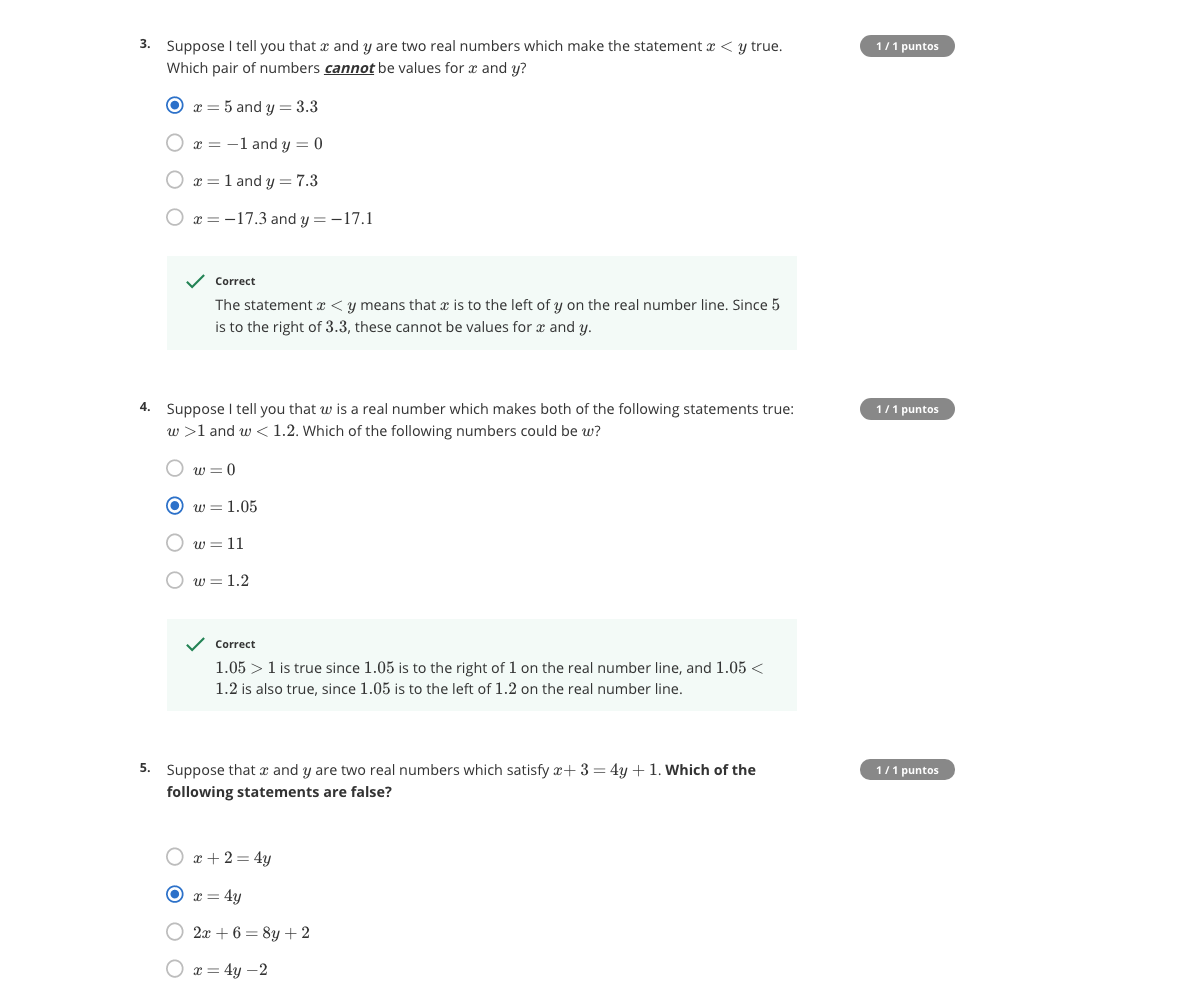 3. Suppose I tell you that x and y are two real numbers which make the statement x < y true. 1 / 1 puntos
Which pair of numbers cannot be values for x and y?
x = 5 and y = 3.3
x = −1 and y = 0
x = 1 and y = 7.3
x = −17.3 and y = −17.1
Correct
The statement x < y means that x is to the left of y on the real number line. Since 5
is to the right of 3.3, these cannot be values for x and y.
4. Suppose I tell you that w is a real number which makes both of the following statements true: 1 / 1 puntos
w >1 and w < 1.2. Which of the following numbers could be w?
w = 0
w = 1.05
w = 11
w = 1.2
Correct
1.05 > 1 is true since 1.05 is to the right of 1 on the real number line, and 1.05 <
1.2 is also true, since 1.05 is to the left of 1.2 on the real number line.
5. Suppose that x and y are two real numbers which satisfy x+ 3 = 4y + 1. Which of the 1 / 1 puntos
following statements are false?
x + 2 = 4y
x = 4y
2x + 6 = 8y + 2
x = 4y −2